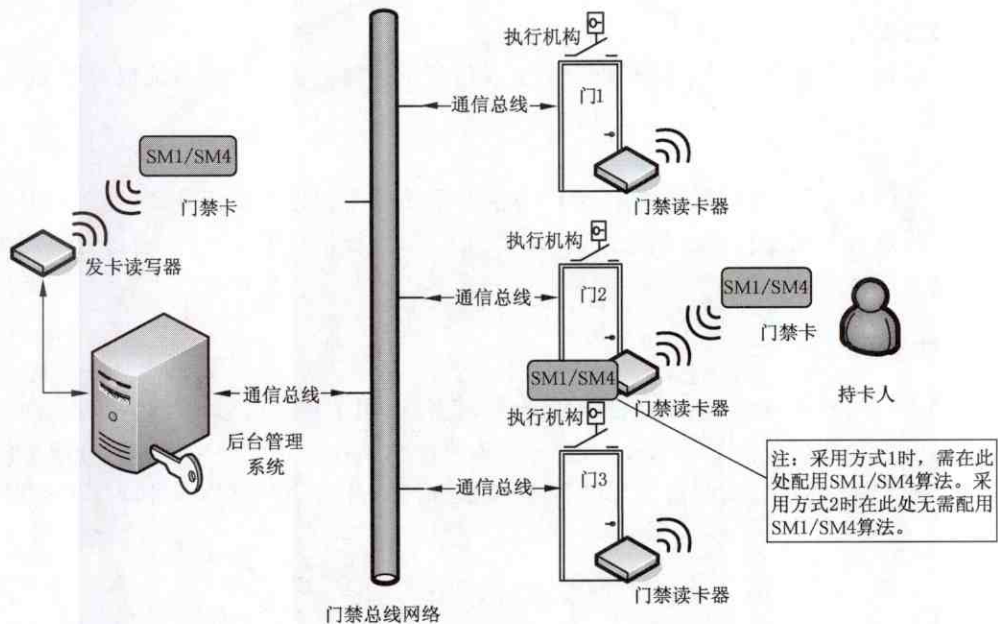 执行机构
门1
通信总线
SM1/SM4
门禁卡
门禁读卡器
发卡读写器
执行机构
门2
通信总线
SM1/SM4
门禁卡
SM1/SM4
门禁读卡器
持卡人
通信总线
后台管理
系统
执行机构
门3
通信总线
注：采用方式1时，需在此
处配用SM1/SM4算法。采
用方式2时在此处无需配用
SM1/SM4算法。
门禁读卡器
门禁总线网络